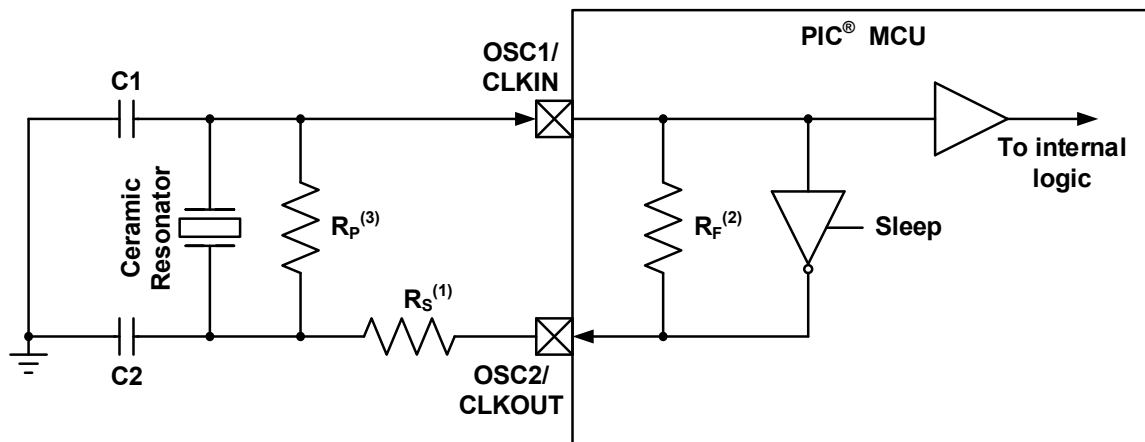 PIC® MCU
OSC1/
CLKIN
C1
To internal
logic
Ceramic
Resonator
RP(3)
RF(2)
Sleep
RS(1)
C2
OSC2/
CLKOUT